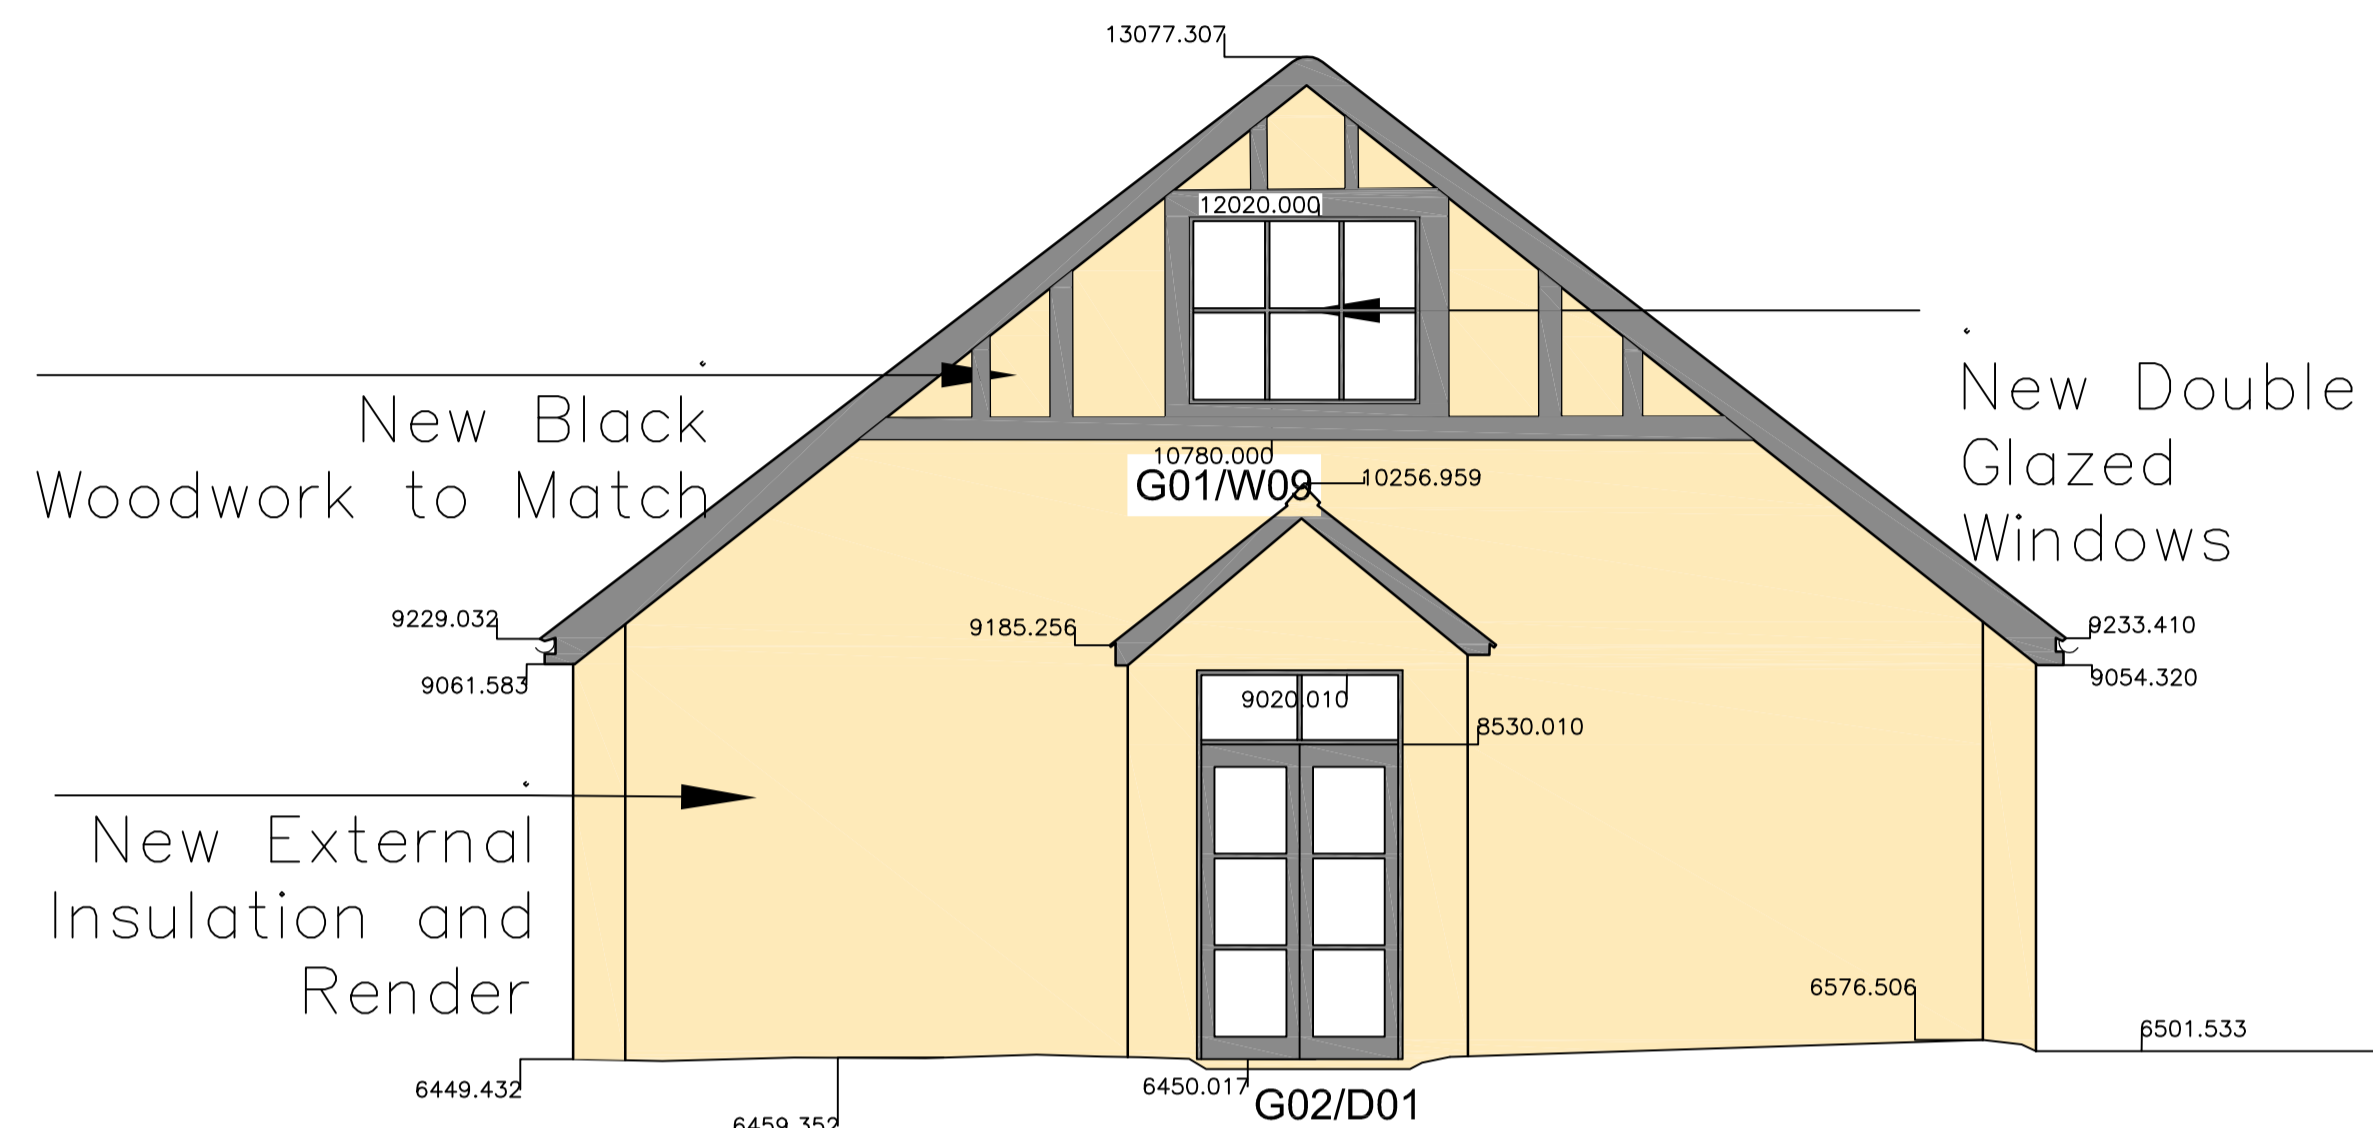 13077.307
12020.000
New Double
Glazed
Windows
New Black
Woodwork to Match
10780.000
G01/W09
10256.959
9229.032
9185.256
9233.410
9061.583
9054.320
9020.010
8530.010
New External
Insulation and
Render
6576.506
6501.533
6449.432
6450.017
G02/D01
6459.352